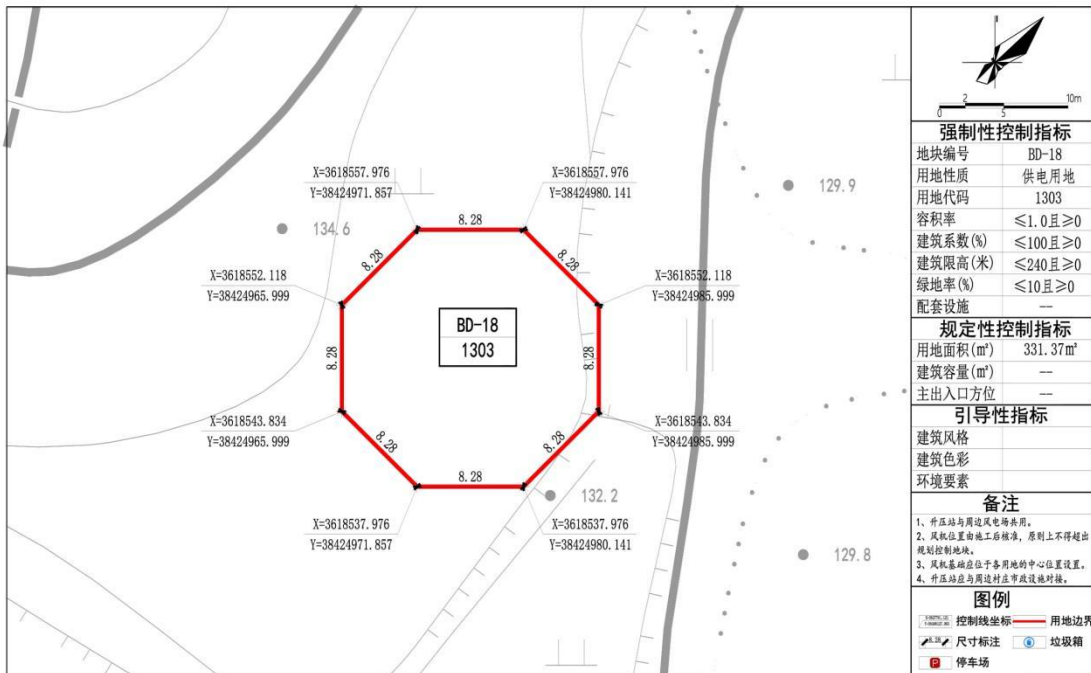 X=3618557.976
Y=38424971.857
X=3618557.976
Y=38424980.141
8.28
134.6
129.9
8.28
8.28
X=3618552.118
Y=38424965.999
X=3618552.118
Y=38424985.999
BD-18
1303
8.28
8.28
X=3618543.834
Y=38424965.999
X=3618543.834
Y=38424985.999
8.28
8.28
8.28
132.2
X=3618537.976
Y=38424971.857
X=3618537.976
Y=38424980.141
129.8
2 10m
0 5
强制性控制指标
地块编号 BD-18
用地性质 供电用地
用地代码 1303
容积率 ≤1.0且≥0
建筑系数(%) ≤100且≥0
建筑限高(米) ≤240且≥0
绿地率(%) ≤10且≥0
配套设施 --
规定性控制指标
用地面积(㎡) 331.37㎡
建筑容量(㎡) --
主出入口方位 --
引导性指标
建筑风格
建筑色彩
环境要素
备注
1、升压站与周边风电场共用。
2、风机位置由施工后核准，原则上不得超出
规划控制地块。
3、风机基础应位于各用地的中心位置设置。
4、升压站应与周边村庄市政设施对接。
图例
控制线坐标 用地边界
8.28 尺寸标注 垃圾箱
P 停车场